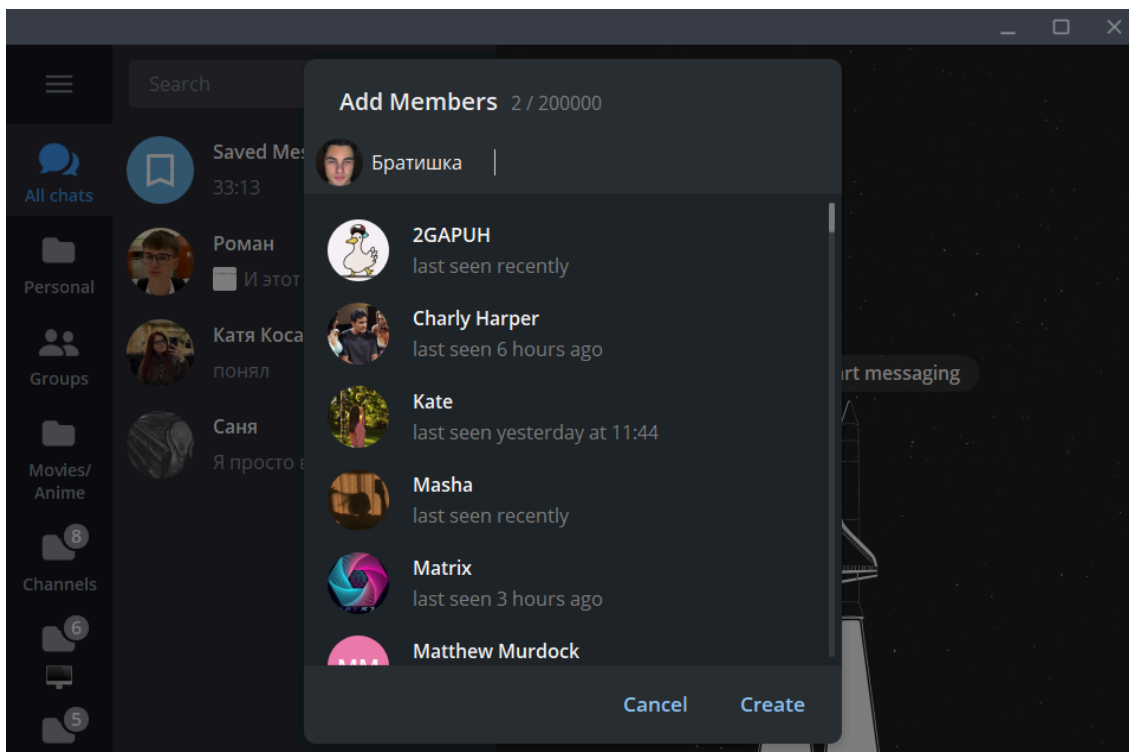 Search
Add Members 2 / 200000
Братишка
All chats
Saved Mes
33:13
2GAPUH
last seen recently
Роман
И этот
Personal
Charly Harper
last seen 6 hours ago
Катя Коса
понял
Groups
rt messaging
Kate
last seen yesterday at 11:44
Саня
Я просто в
Movies/
Anime
Masha
last seen recently
8
Channels
Matrix
last seen 3 hours ago
6
Matthew Murdock
MM
5
Cancel Create